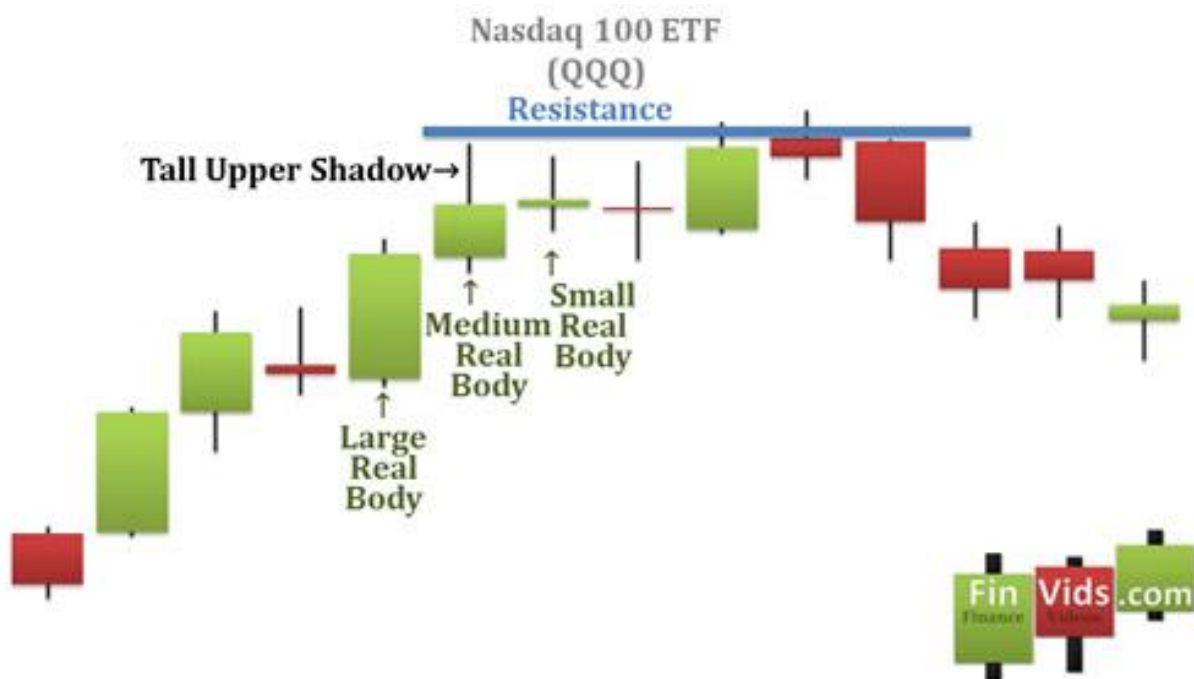 Nasdaq 100 ETF
(QQQ)
Resistance
Tall Upper Shadow→
↑
Medium
Real
Body
↑
Small
Real
Body
↑
Large
Real
Body
Fin Vids .com
Finance Videos